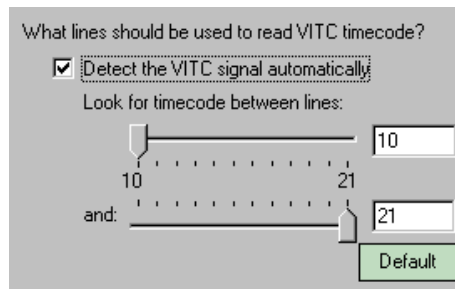 What lines should be used to read VITC timecode?
Detect the VITC signal automatically
Look for timecode between lines:
10
10 21
and:
21
Default